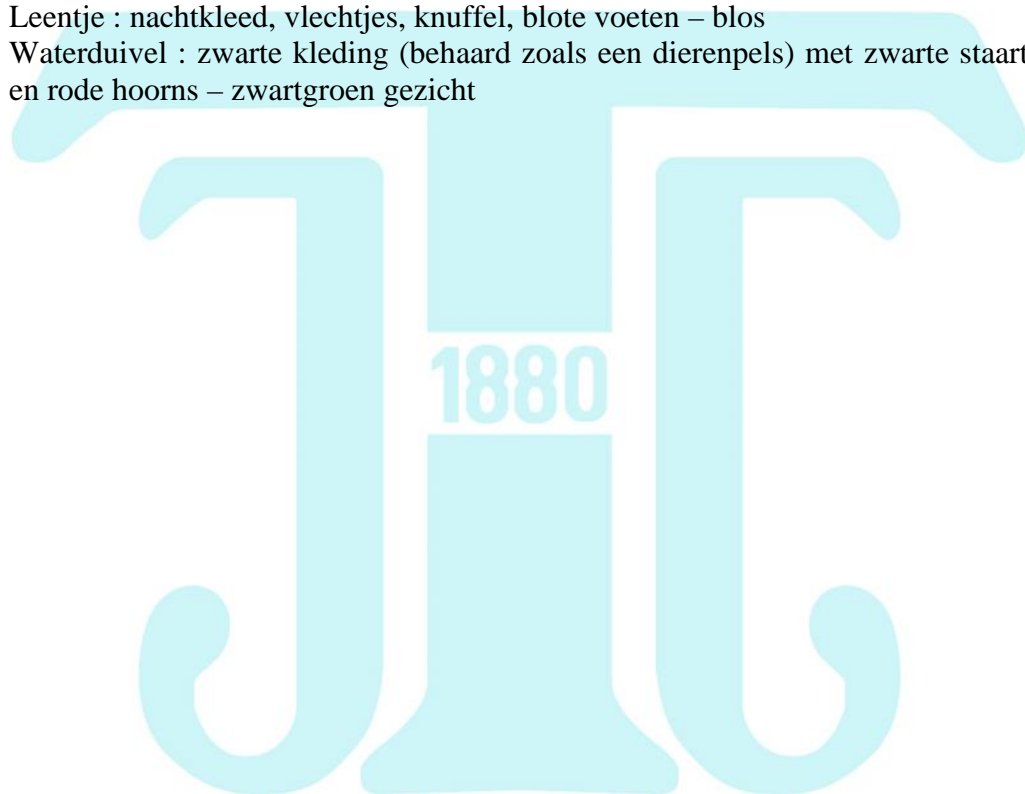 Leentje : nachtkleed, vlechtjes, knuffel, blote voeten – blos
Waterduivel : zwarte kleding (behaard zoals een dierenpels) met zwarte staart
en rode hoorns – zwartgroen gezicht
1880